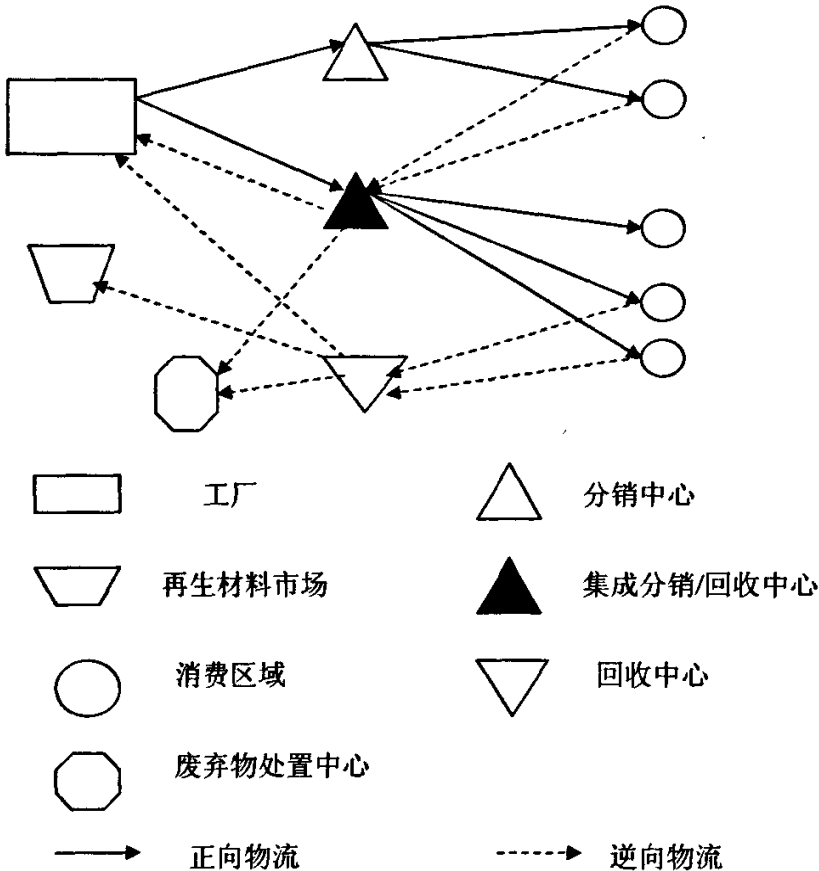 工厂
分销中心
再生材料市场
集成分销/回收中心
消费区域
回收中心
废弃物处置中心
正向物流
逆向物流